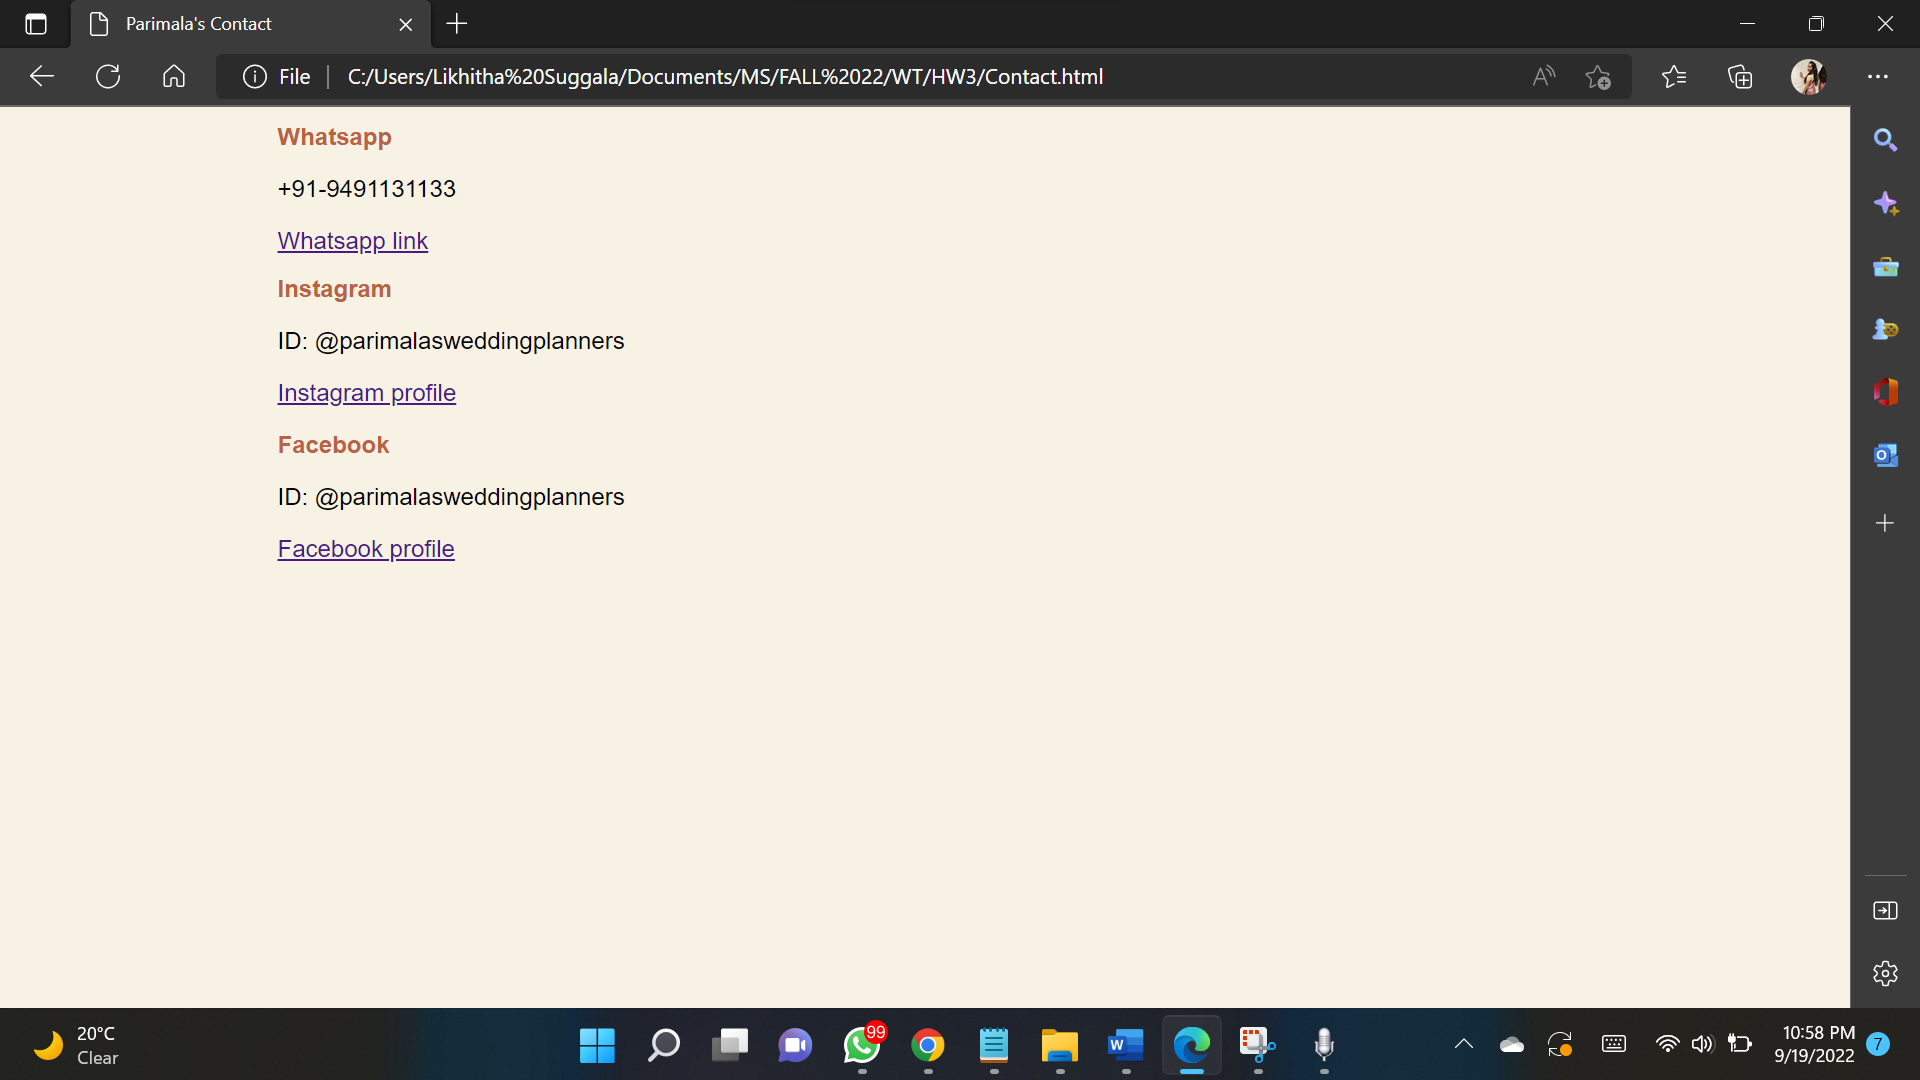 Parimala's Contact
File
C:/Users/Likhitha%20Suggala/Documents/MS/FALL%2022/WT/HW3/Contact.html
Whatsapp
+91-9491131133
Whatsapp link
Instagram
ID: @parimalasweddingplanners
Instagram profile
Facebook
ID: @parimalasweddingplanners
Facebook profile
20°C
Clear
99
10:58 PM
9/19/2022
7